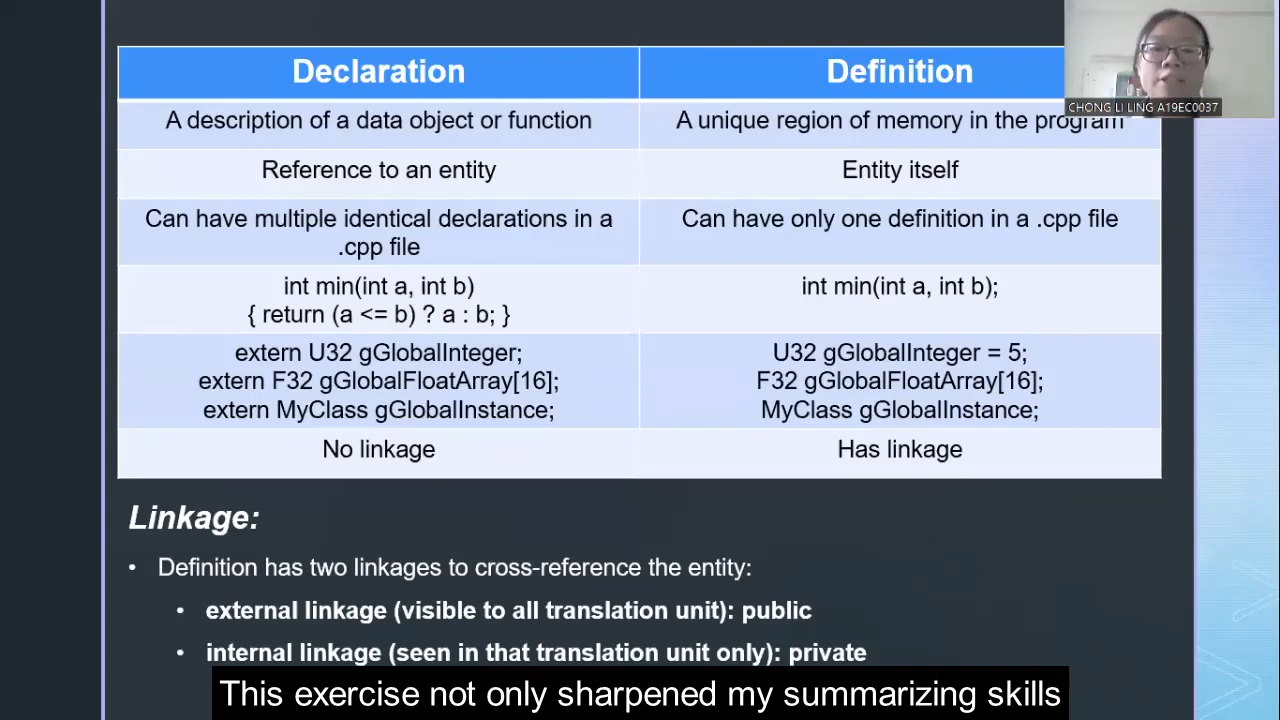 Declaration
Definition
CHONG LI LING A19EC0037
A description of a data object or function
A unique region of memory in the program
Reference to an entity
Entity itself
Can have multiple identical declarations in a
.cpp file
Can have only one definition in a .cpp file
int min(int a, int b)
{ return (a <= b) ? a : b; }
int min(int a, int b);
extern U32 gGlobalInteger;
extern F32 gGlobalFloatArray[16];
extern MyClass gGlobalInstance;
U32 gGlobalInteger = 5;
F32 gGlobalFloatArray[16];
MyClass gGlobalInstance;
No linkage
Has linkage
Linkage:
• Definition has two linkages to cross-reference the entity:
• external linkage (visible to all translation unit): public
• internal linkage (seen in that translation unit only): private
This exercise not only sharpened my summarizing skills